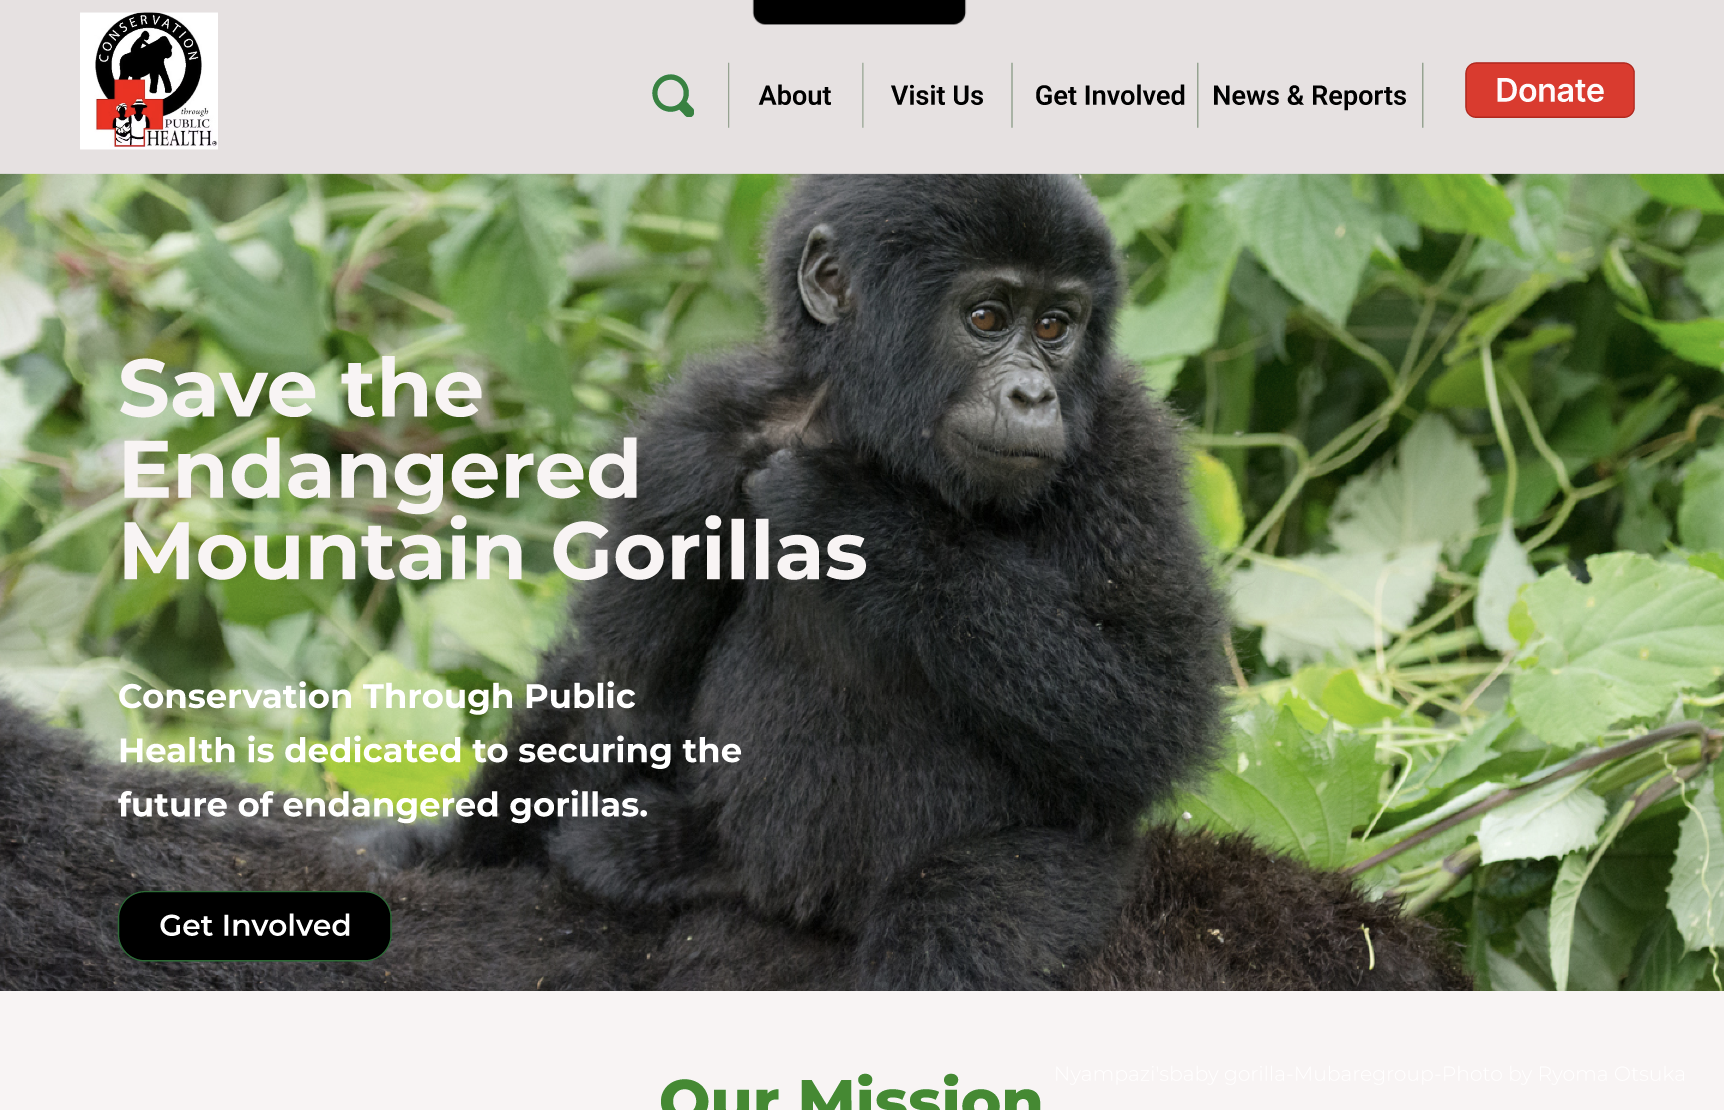 CONSERVATION
through
PUBLIC
HEALTH
About
Visit Us
Get Involved
News & Reports
Donate
Save the
Endangered
Mountain Gorillas
Conservation Through Public
Health is dedicated to securing the
future of endangered gorillas.
Get Involved
Nyampazi'sbaby gorilla-Mubaregroup-Photo by Ryoma Otsuka
Our Mission